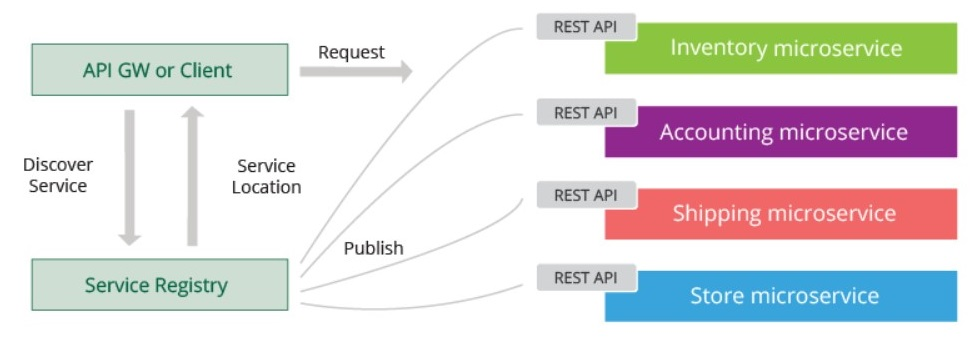 API GW or Client
Request
Discover
Service
Service
Location
Service Registry
Publish
REST API
Inventory microservice
REST API
Accounting microservice
REST API
Shipping microservice
REST API
Store microservice